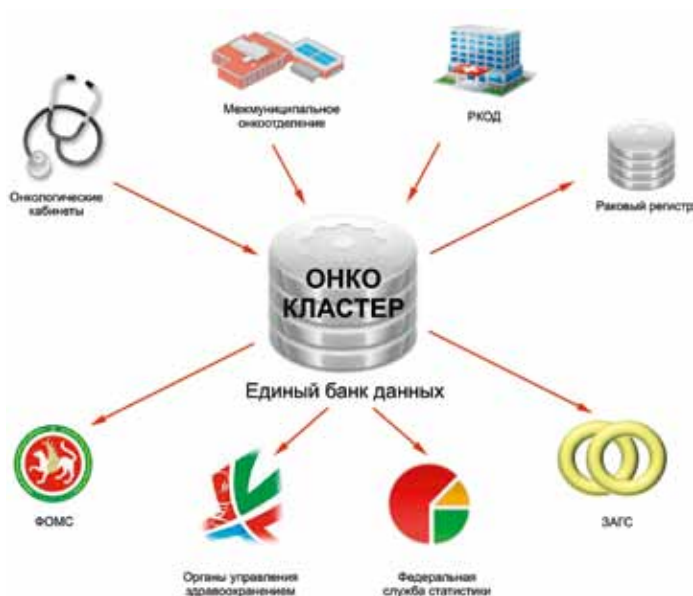 Межмуниципальное
онкоотделение
РКОД
Онкологические
кабинеты
Раковый регистр
ОНКО
КЛАСТЕР
Единый банк данных
ФОМС
ЗАГС
Органы управления
здравоохранением
Федеральная
служба статистики